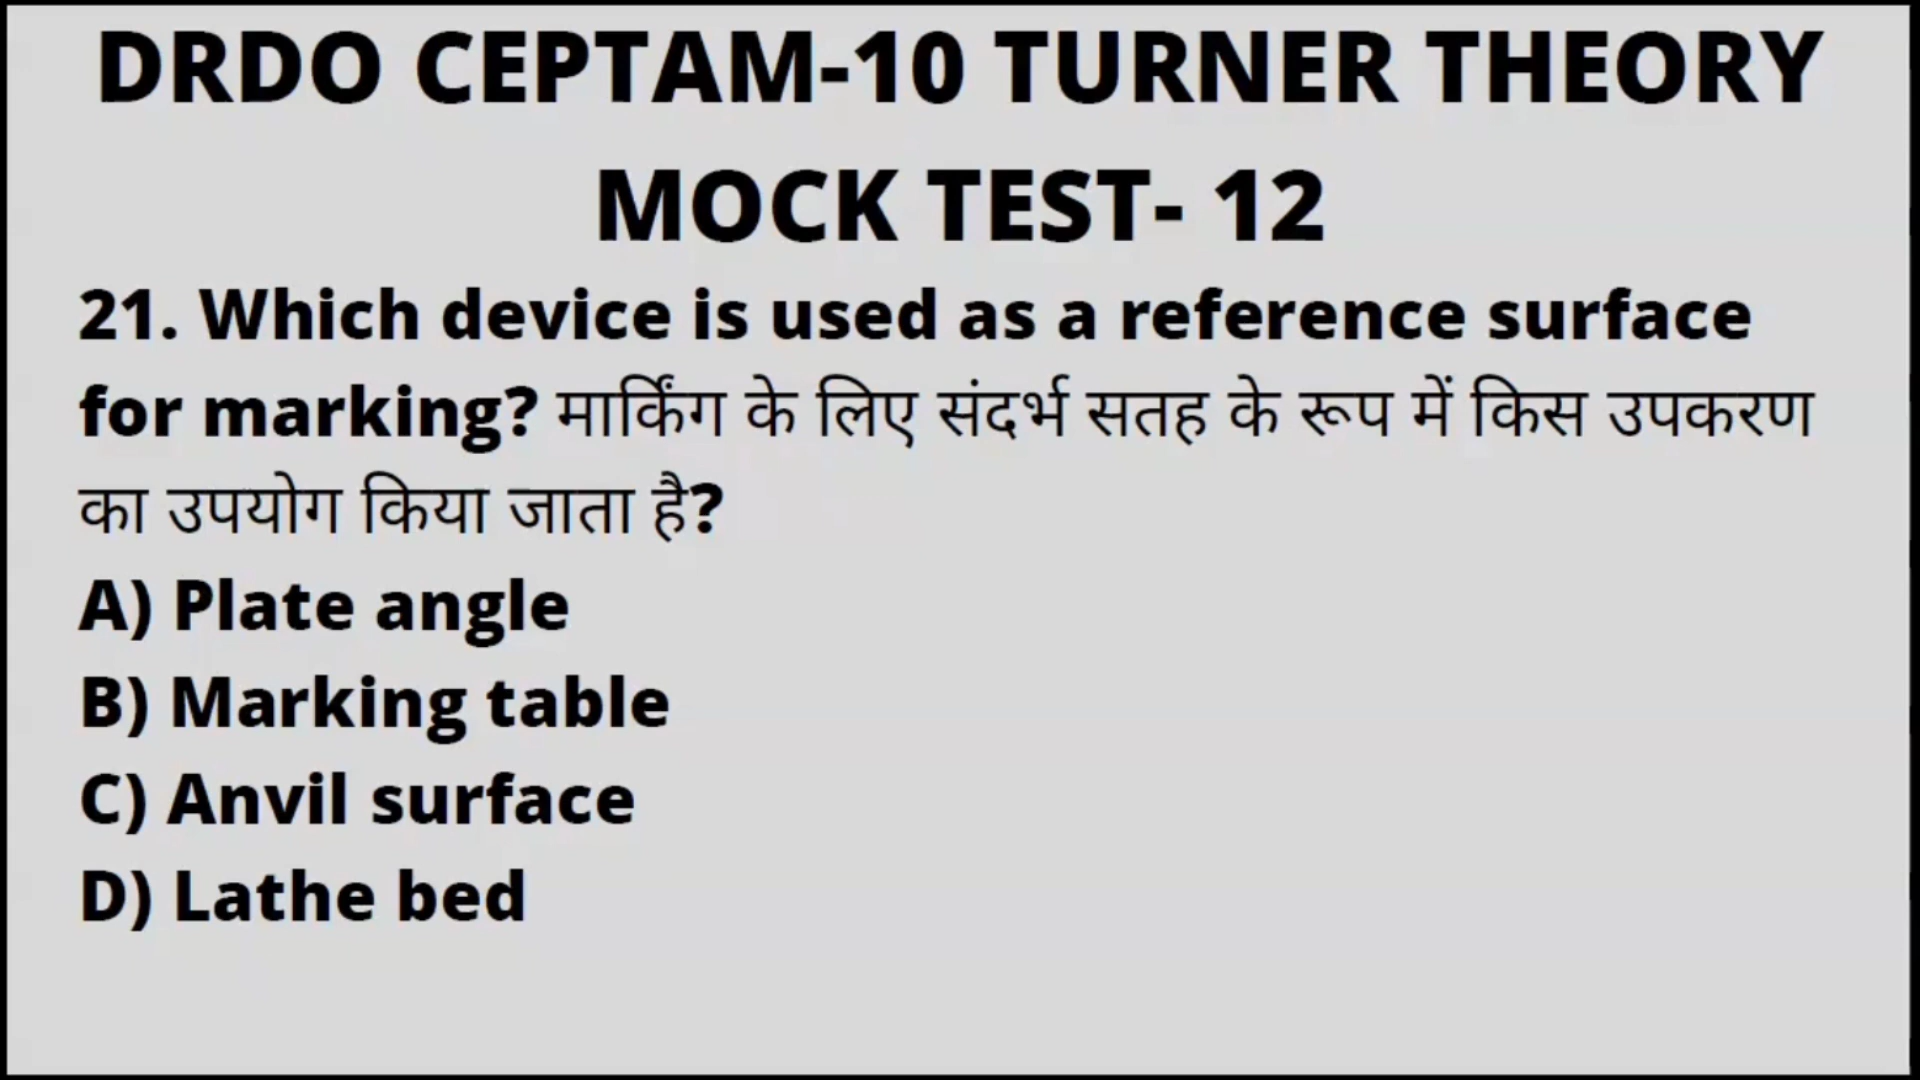 DRDO CEPTAM-10 TURNER THEORY
MOCK TEST- 12
21. Which device is used as a reference surface
for marking? मार्किंग के लिए संदर्भ सतह के रूप में किस उपकरण
का उपयोग किया जाता है?
A) Plate angle
B) Marking table
C) Anvil surface
D) Lathe bed